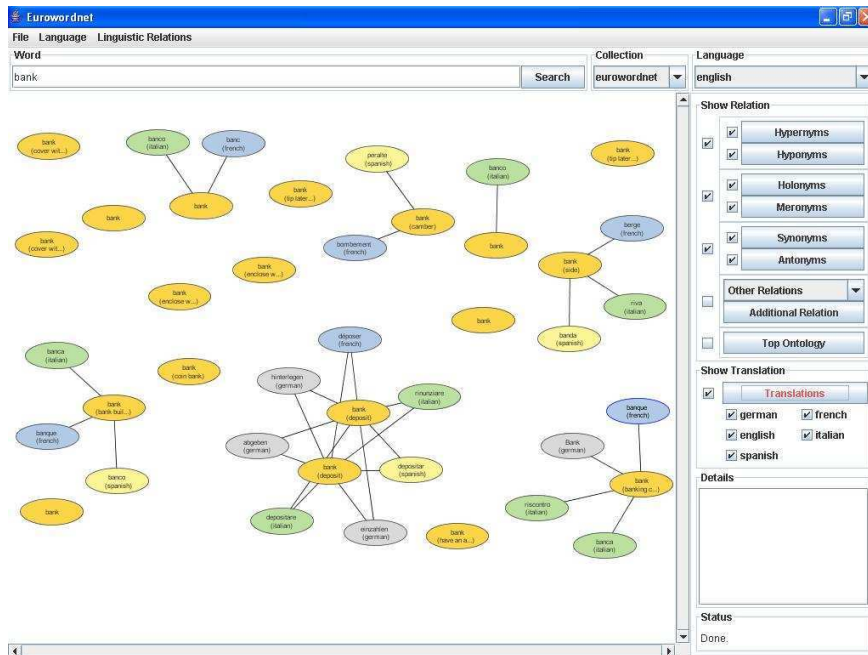 Eurowordnet
File Language Linguistic Relations
Word
bank
Search
Collection
eurowordnet
Language
english
bank
(cover wit...)
banco
(italian)
banc
(french)
bank
peralte
(spanish)
bank
(tip later...)
bank
(camber)
bombement
(french)
banco
(italian)
bank
bank
(tip later...)
bank
bank
(cover wit...)
bank
(enclose w...)
bank
(enclose w...)
berge
(french)
bank
(side)
riva
(italian)
banda
(spanish)
bank
banca
(italian)
bank
(bank buil...)
banque
(french)
banco
(spanish)
bank
(coin bank)
bank
déposer
(french)
hinterlegen
(german)
rinunziare
(italian)
bank
(deposit)
abgeben
(german)
bank
(deposit)
depositar
(spanish)
depositare
(italian)
einzahlen
(german)
bank
(have an a...)
banque
(french)
Bank
(german)
bank
(banking c...)
riscontro
(italian)
banca
(italian)
Show Relation
Hypernyms
Hyponyms
Holonyms
Meronyms
Synonyms
Antonyms
Other Relations
Additional Relation
Top Ontology
Show Translation
Translations
german french
english italian
spanish
Details
Status
Done.